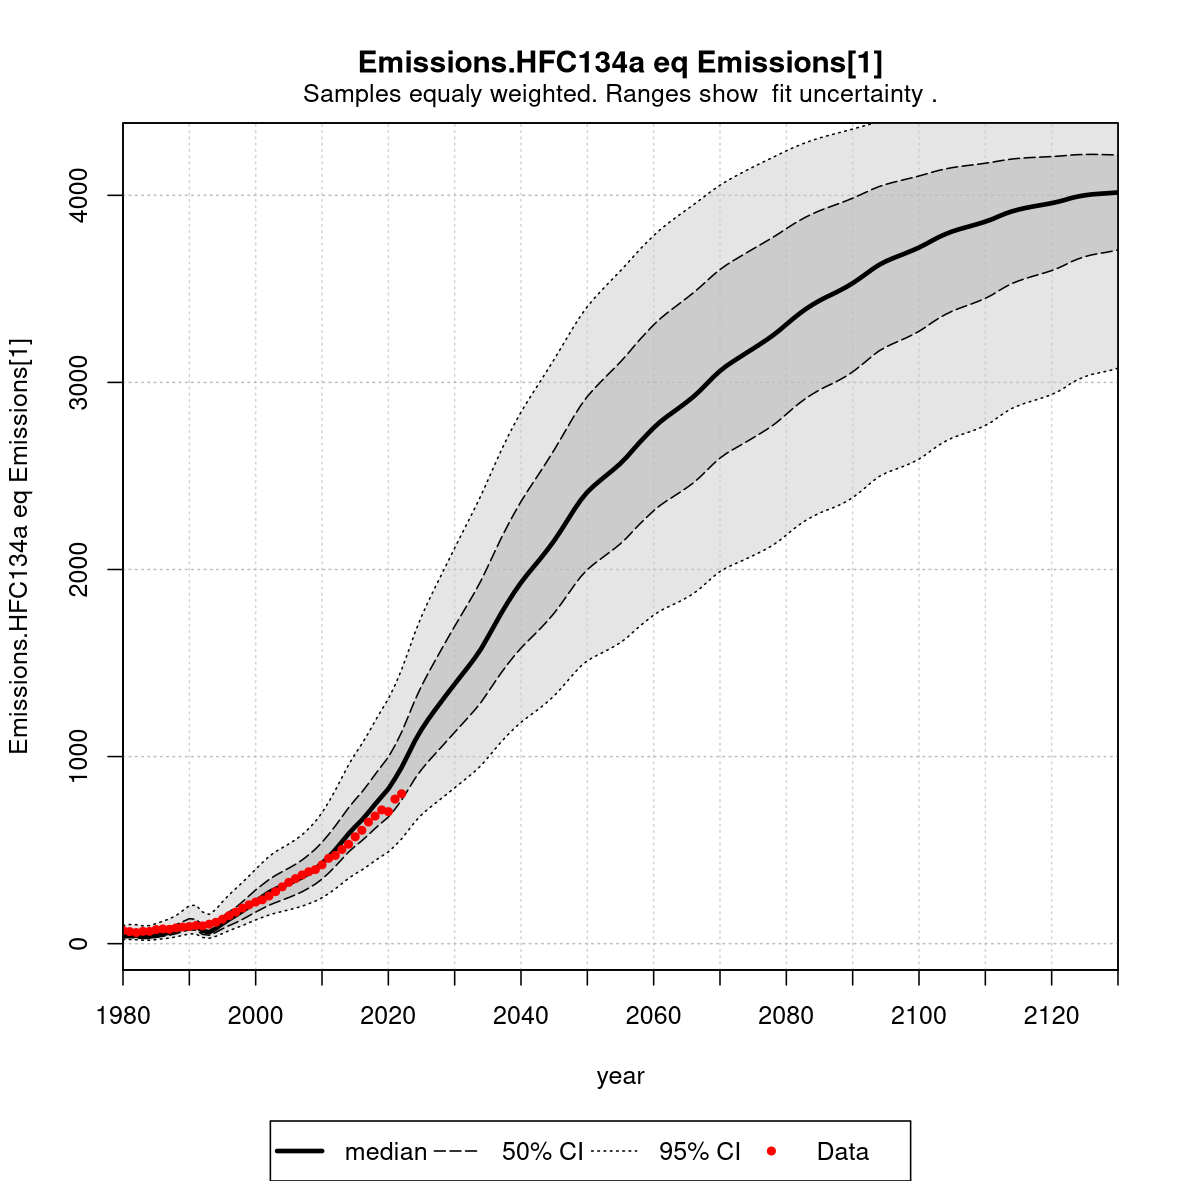 Emissions.HFC134a eq Emissions[1]
Samples equaly weighted. Ranges show  fit uncertainty .
Emissions.HFC134a eq Emissions[1]
4000
3000
2000
1000
0
1980 2000 2020 2040 2060 2080 2100 2120
year
median 50% CI 95% CI Data